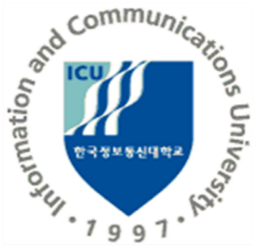 Information and Communications University
ICU
한국정보통신대학교
· 1997 ·